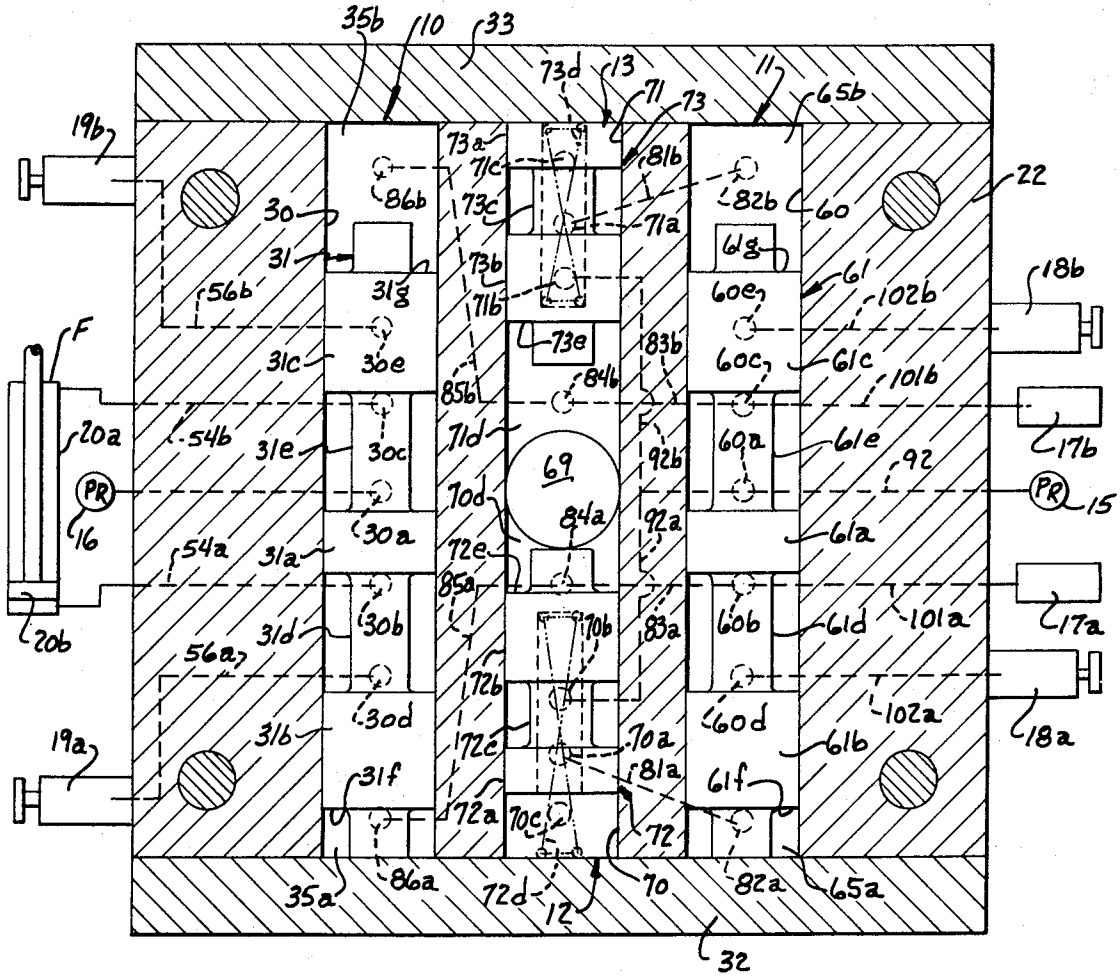 35b
10
33
73d
13
71
73
11
65b
19b
73a
71c
81b
86b
73c
71a
82b
60
22
30
31
31g
73b
71b
61g
61
56b
60e
102b
18b
F
31c
30e
73e
83b
60c
61c
84b
85b
101b
54b
20a
31e
30c
71d
92b
60a
61e
17b
69
92
PR
16
PR
15
30a
70d
84a
54a
31a
72e
92a
61a
85a
20b
31d
30b
70b
83a
60b
61d
101a
17a
56a
72b
30d
60d
102a
72c
70a
18a
19a
31b
31f
81a
61f
61b
72a
70c
72
35a
86a
72d
12
70
82a
65a
32